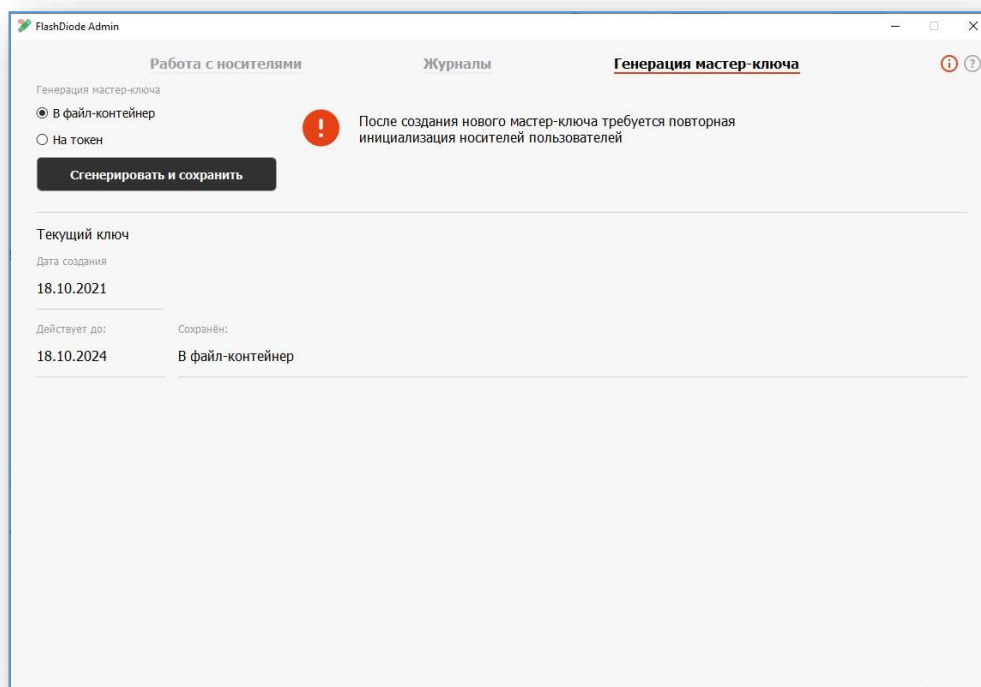 FlashDiode Admin
Работа с носителями
Журналы
Генерация мастер-ключа
Генерация мастер-ключа
В файл-контейнер
На токен
После создания нового мастер-ключа требуется повторная
инициализация носителей пользователей
Сгенерировать и сохранить
Текущий ключ
Дата создания
18.10.2021
Действует до:
Сохранён:
18.10.2024
В файл-контейнер